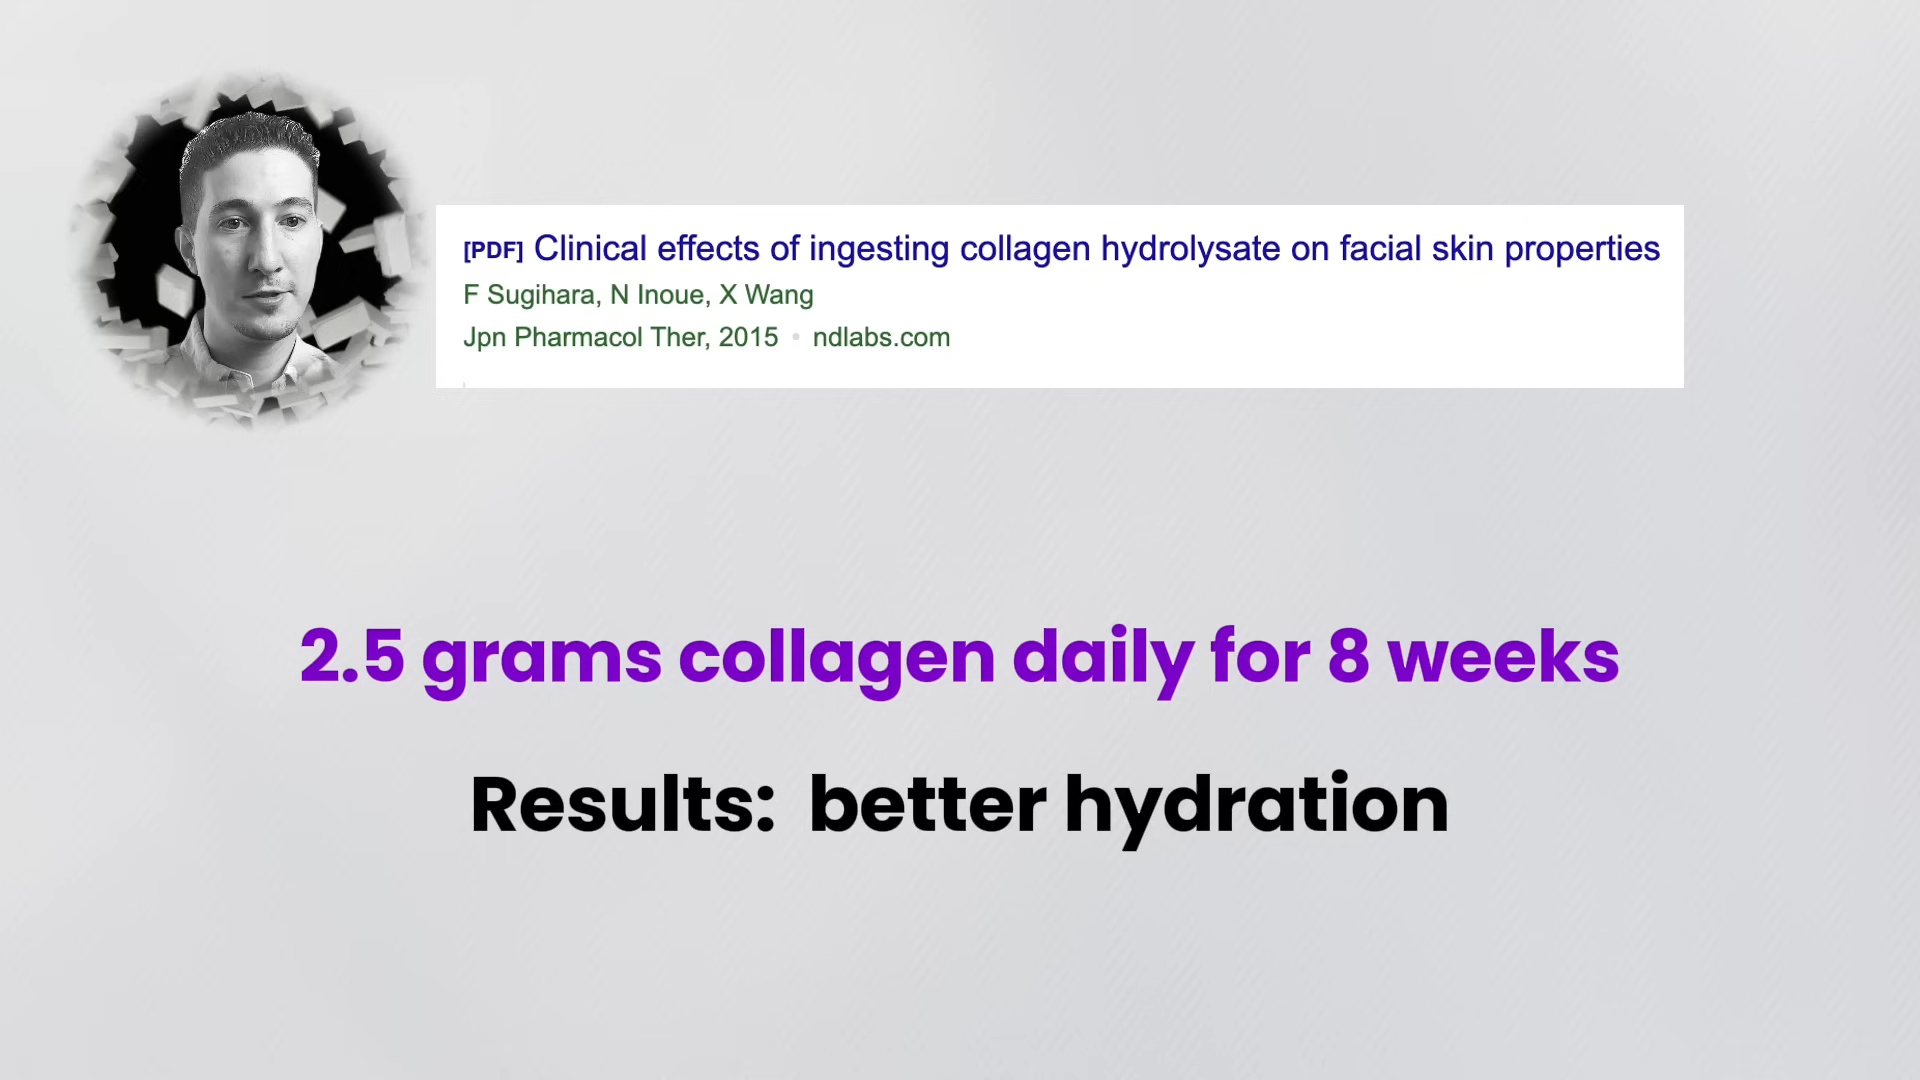 [PDF] Clinical effects of ingesting collagen hydrolysate on facial skin properties
F Sugihara, N Inoue, X Wang
Jpn Pharmacol Ther, 2015 • ndlabs.com
2.5 grams collagen daily for 8 weeks
Results: better hydration